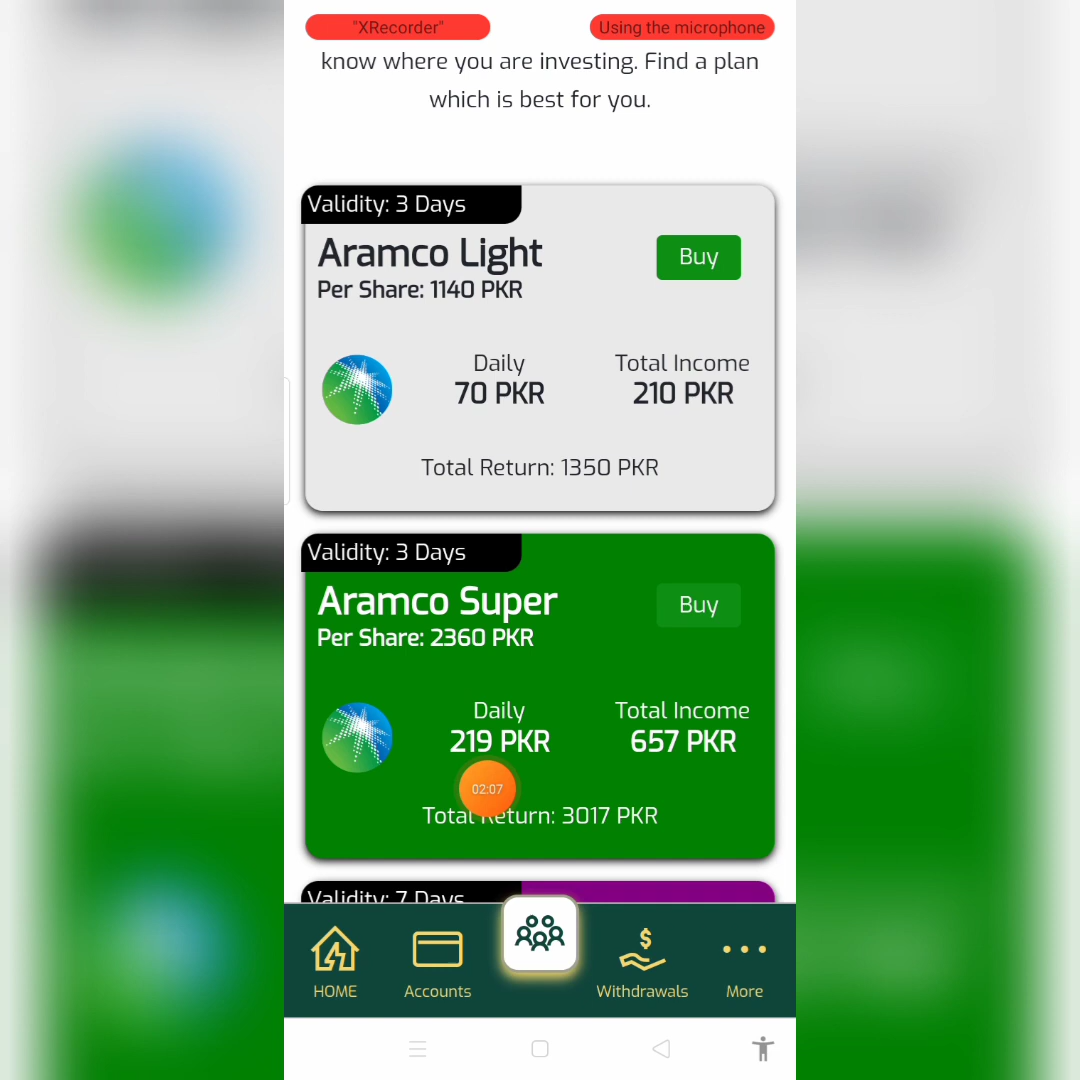 "XRecorder"
Using the microphone
know where you are investing. Find a plan
which is best for you.
Validity: 3 Days
Aramco Light
Buy
Per Share: 1140 PKR
Daily
Total Income
70 PKR
210 PKR
Total Return: 1350 PKR
Validity: 3 Days
Aramco Super
Buy
Per Share: 2360 PKR
Daily
Total Income
219 PKR
657 PKR
02:07
Total Return: 3017 PKR
Validity: 7 Days
HOME
Accounts
Withdrawals
More